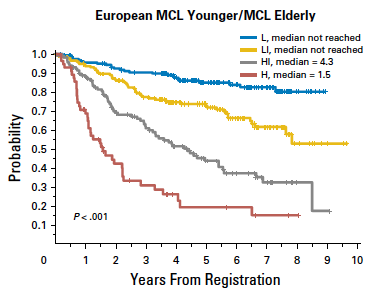 European MCL Younger/MCL Elderly
L, median not reached
LI, median not reached
HI, median = 4.3
H, median = 1.5
Probability
1.0
0.9
0.8
0.7
0.6
0.5
0.4
0.3
0.2
0.1
P < .001
0 1 2 3 4 5 6 7 8 9 10
Years From Registration